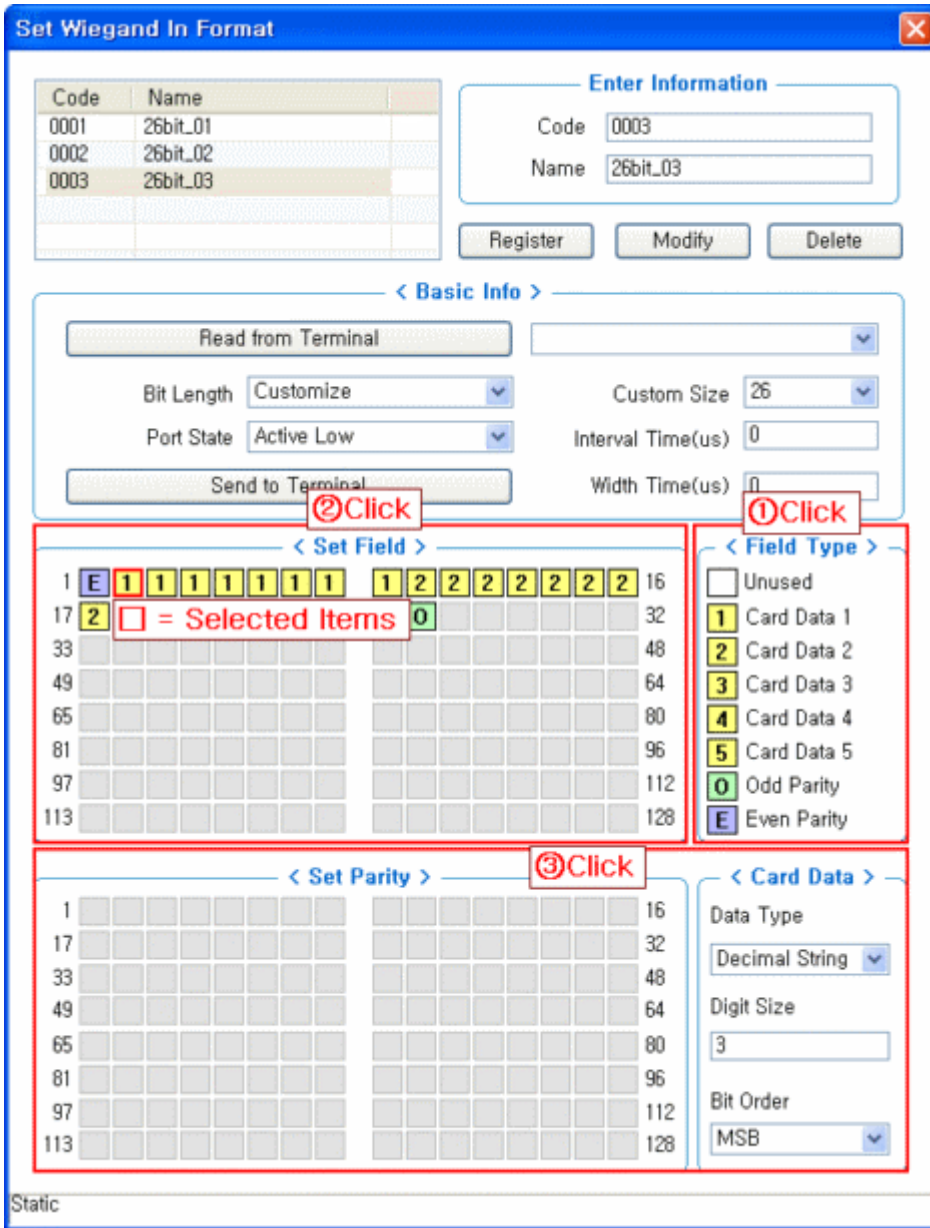 Set Wiegand In Format
Code Name
0001 26bit_01
0002 26bit_02
0003 26bit_03
Enter Information
Code 0003
Name 26bit_03
Register Modify Delete
< Basic Info >
Read from Terminal
Bit Length Customize Custom Size 26
Port State Active Low Interval Time(us) 0
Send to Terminal Width Time(us) 0
②Click ①Click
< Set Field >
1 E 1 1 1 1 1 1 1 1 2 2 2 2 2 2 2 16
17 2 □ = Selected Items O 32
33 48
49 64
65 80
81 96
97 112
113 128
< Field Type >
Unused
1 Card Data 1
2 Card Data 2
3 Card Data 3
4 Card Data 4
5 Card Data 5
O Odd Parity
E Even Parity
③Click
< Set Parity >
1 16
17 32
33 48
49 64
65 80
81 96
97 112
113 128
< Card Data >
Data Type
Decimal String
Digit Size
3
Bit Order
MSB
Static